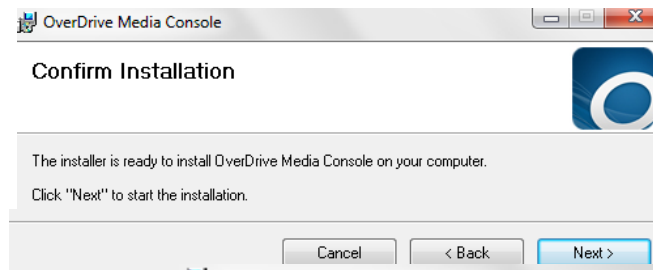 OverDrive Media Console
Confirm Installation
The installer is ready to install OverDrive Media Console on your computer.
Click "Next" to start the installation.
Cancel < Back Next >